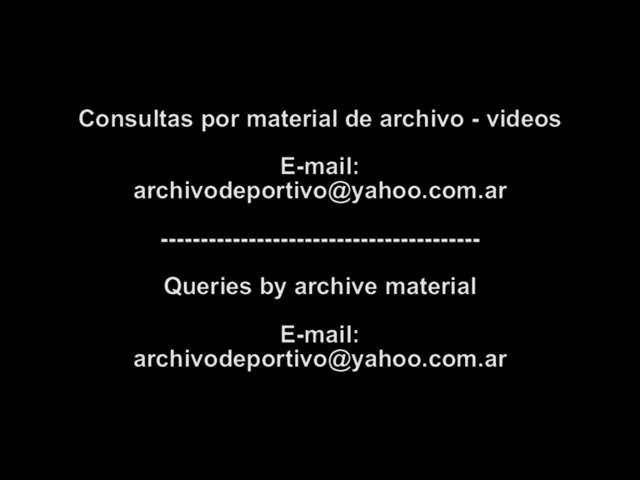 Consultas por material de archivo - videos
E-mail:
archivodeportivo@yahoo.com.ar
----------------------------------------
Queries by archive material
E-mail:
archivodeportivo@yahoo.com.ar